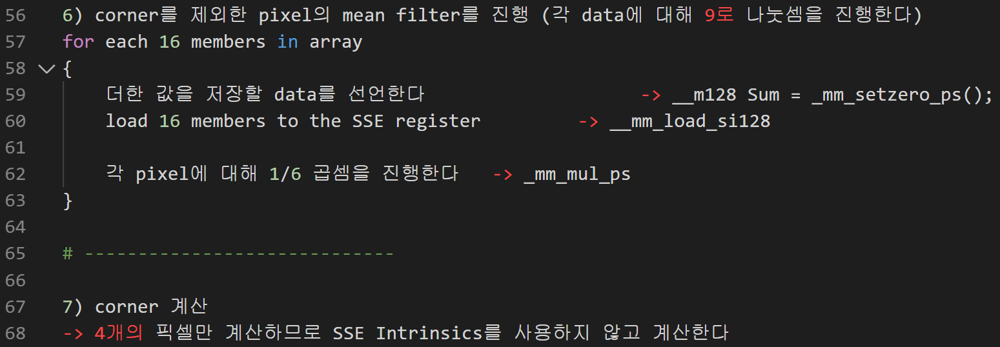 56 6) corner를 제외한 pixel의 mean filter를 진행 (각 data에 대해 9로 나눗셈을 진행한다)
57 for each 16 members in array
58 {
59 더한 값을 저장할 data를 선언한다 -> __m128 Sum = _mm_setzero_ps();
60 load 16 members to the SSE register -> __mm_load_si128
61
62 각 pixel에 대해 1/6 곱셈을 진행한다 -> _mm_mul_ps
63 }
64
65 # -----------------------------
66
67 7) corner 계산
68 -> 4개의 픽셀만 계산하므로 SSE Intrinsics를 사용하지 않고 계산한다